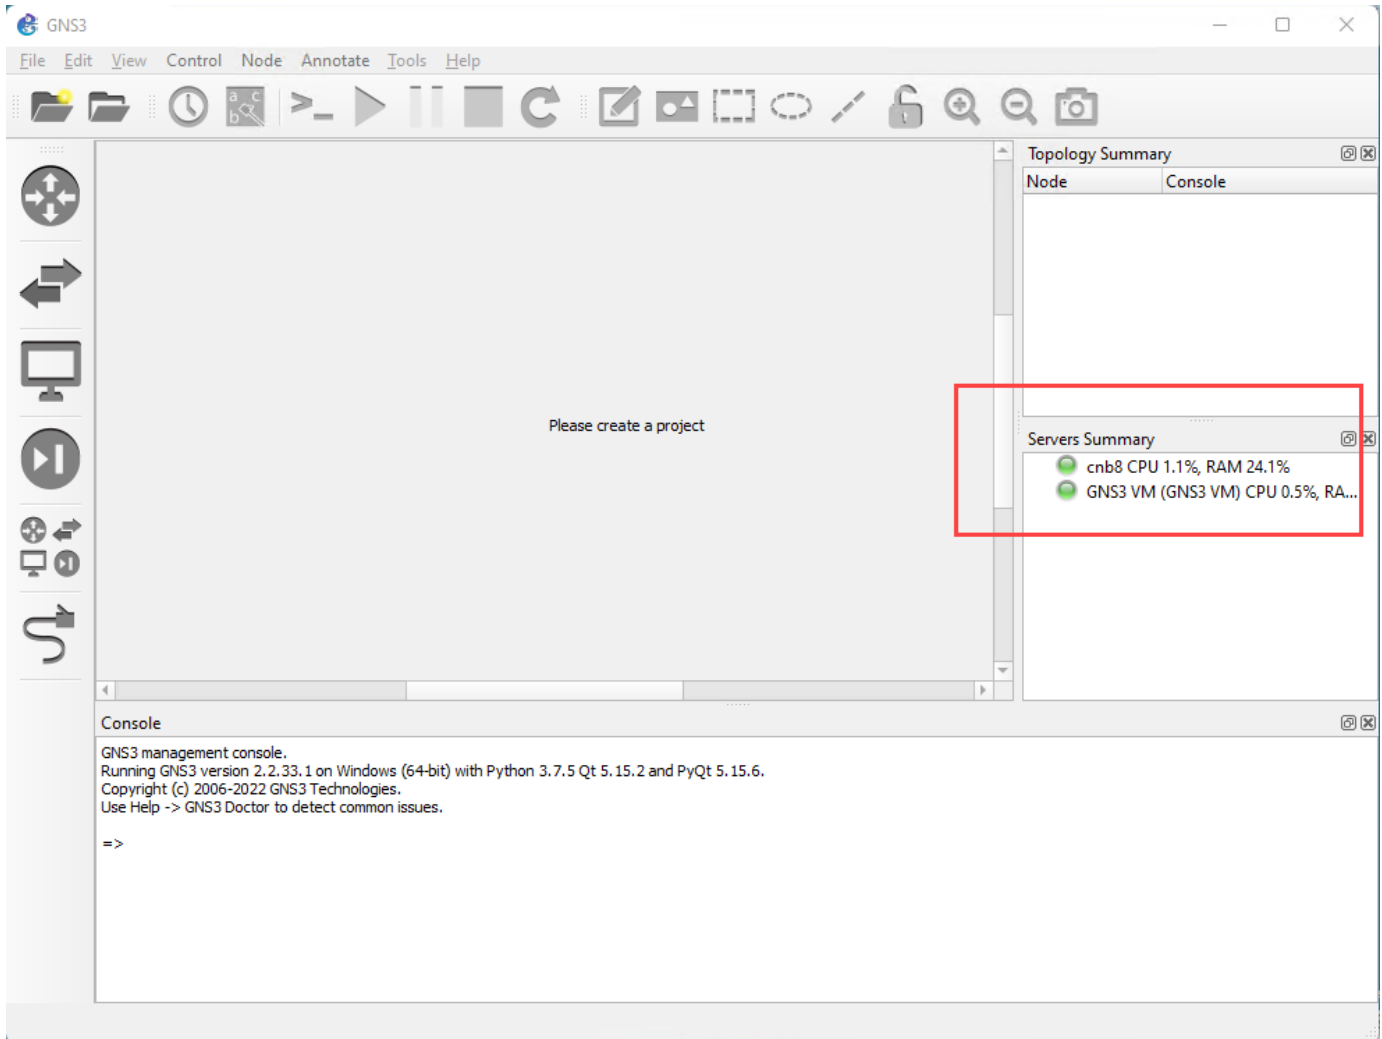 GNS3
File Edit View Control Node Annotate Tools Help
a c
b
Topology Summary
Node Console
Please create a project
Servers Summary
cnb8 CPU 1.1%, RAM 24.1%
GNS3 VM (GNS3 VM) CPU 0.5%, RA...
Console
GNS3 management console.
Running GNS3 version 2.2.33.1 on Windows (64-bit) with Python 3.7.5 Qt 5.15.2 and PyQt 5.15.6.
Copyright (c) 2006-2022 GNS3 Technologies.
Use Help -> GNS3 Doctor to detect common issues.
=>